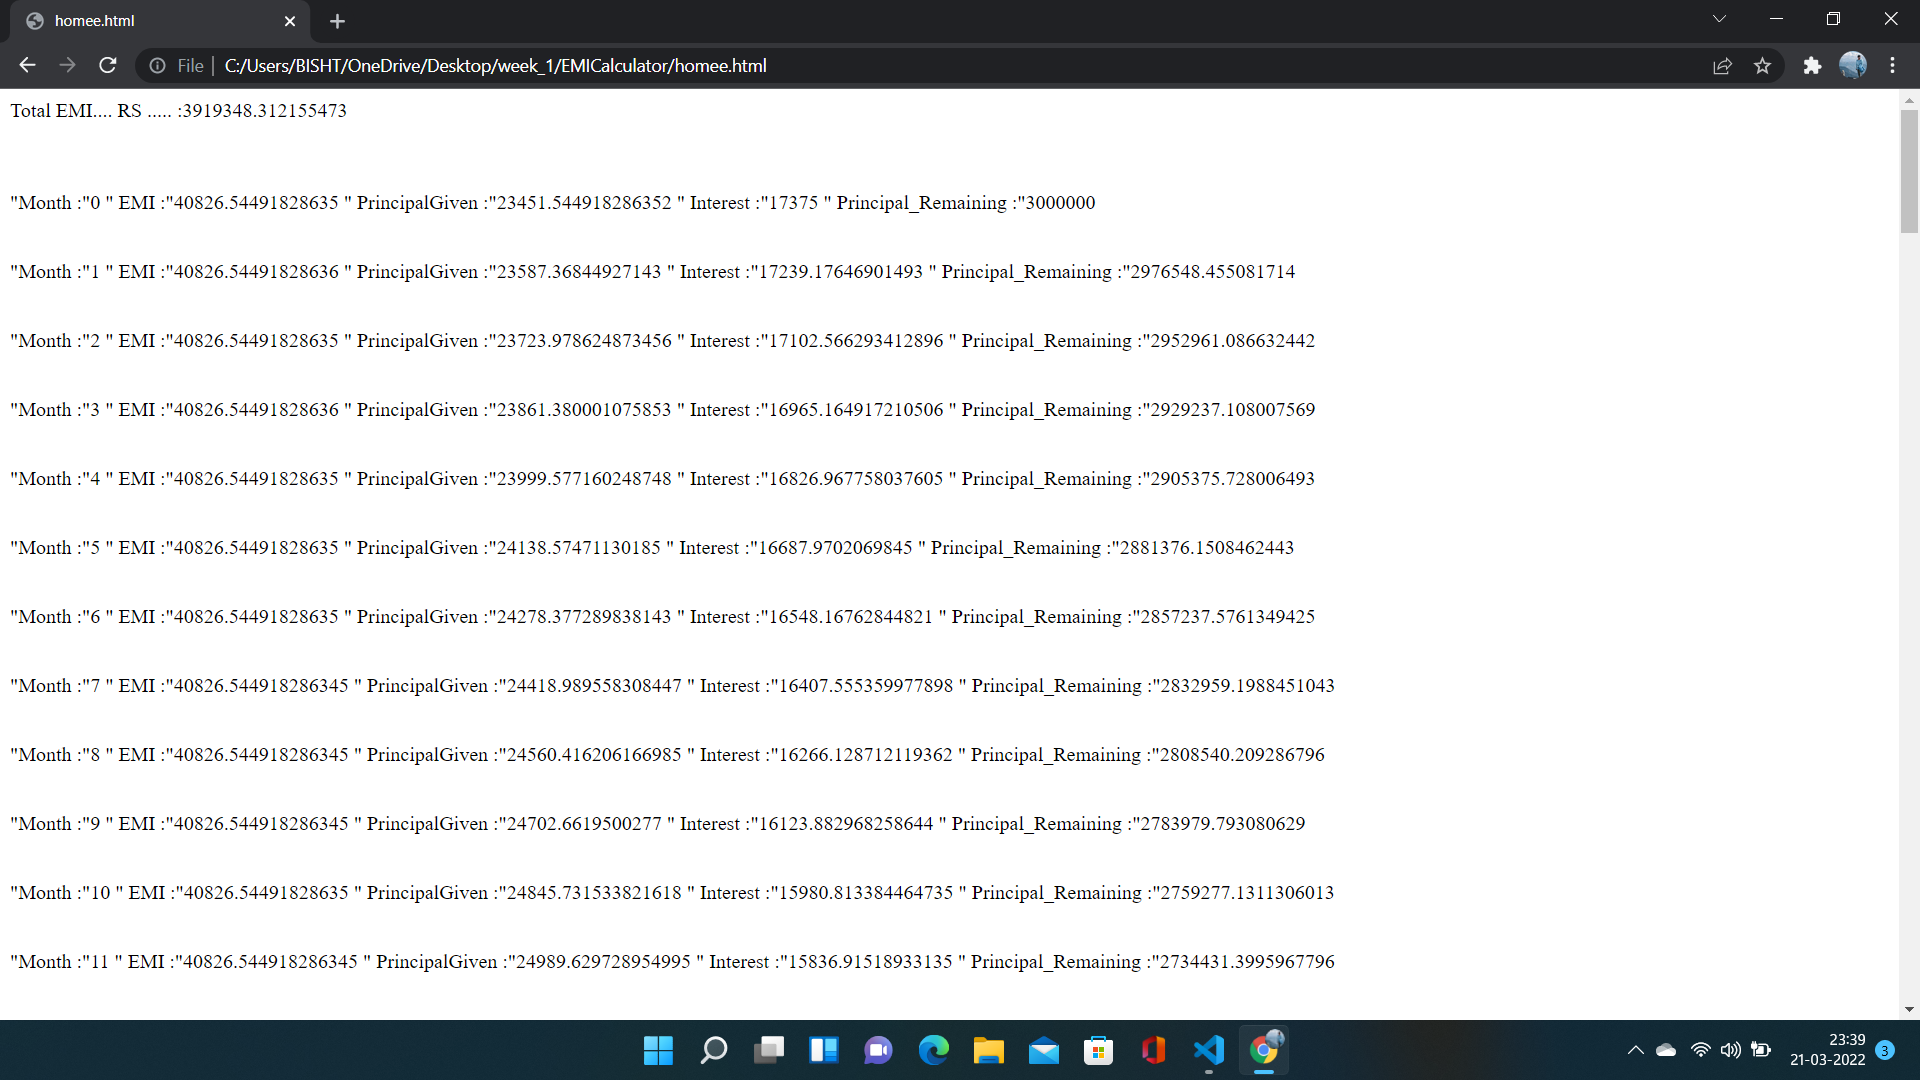 homee.html
File | C:/Users/BISHT/OneDrive/Desktop/week_1/EMICalculator/homee.html
Total EMI.... RS ..... :3919348.312155473
"Month :"0 " EMI :"40826.54491828635 " PrincipalGiven :"23451.544918286352 " Interest :"17375 " Principal_Remaining :"3000000
"Month :"1 " EMI :"40826.54491828636 " PrincipalGiven :"23587.36844927143 " Interest :"17239.17646901493 " Principal_Remaining :"2976548.455081714
"Month :"2 " EMI :"40826.54491828635 " PrincipalGiven :"23723.978624873456 " Interest :"17102.566293412896 " Principal_Remaining :"2952961.086632442
"Month :"3 " EMI :"40826.54491828636 " PrincipalGiven :"23861.380001075853 " Interest :"16965.164917210506 " Principal_Remaining :"2929237.108007569
"Month :"4 " EMI :"40826.54491828635 " PrincipalGiven :"23999.577160248748 " Interest :"16826.967758037605 " Principal_Remaining :"2905375.728006493
"Month :"5 " EMI :"40826.54491828635 " PrincipalGiven :"24138.57471130185 " Interest :"16687.9702069845 " Principal_Remaining :"2881376.1508462443
"Month :"6 " EMI :"40826.54491828635 " PrincipalGiven :"24278.377289838143 " Interest :"16548.16762844821 " Principal_Remaining :"2857237.5761349425
"Month :"7 " EMI :"40826.544918286345 " PrincipalGiven :"24418.989558308447 " Interest :"16407.555359977898 " Principal_Remaining :"2832959.1988451043
"Month :"8 " EMI :"40826.544918286345 " PrincipalGiven :"24560.416206166985 " Interest :"16266.128712119362 " Principal_Remaining :"2808540.209286796
"Month :"9 " EMI :"40826.544918286345 " PrincipalGiven :"24702.6619500277 " Interest :"16123.882968258644 " Principal_Remaining :"2783979.793080629
"Month :"10 " EMI :"40826.54491828635 " PrincipalGiven :"24845.731533821618 " Interest :"15980.813384464735 " Principal_Remaining :"2759277.1311306013
"Month :"11 " EMI :"40826.544918286345 " PrincipalGiven :"24989.629728954995 " Interest :"15836.91518933135 " Principal_Remaining :"2734431.3995967796
23:39
21-03-2022
3